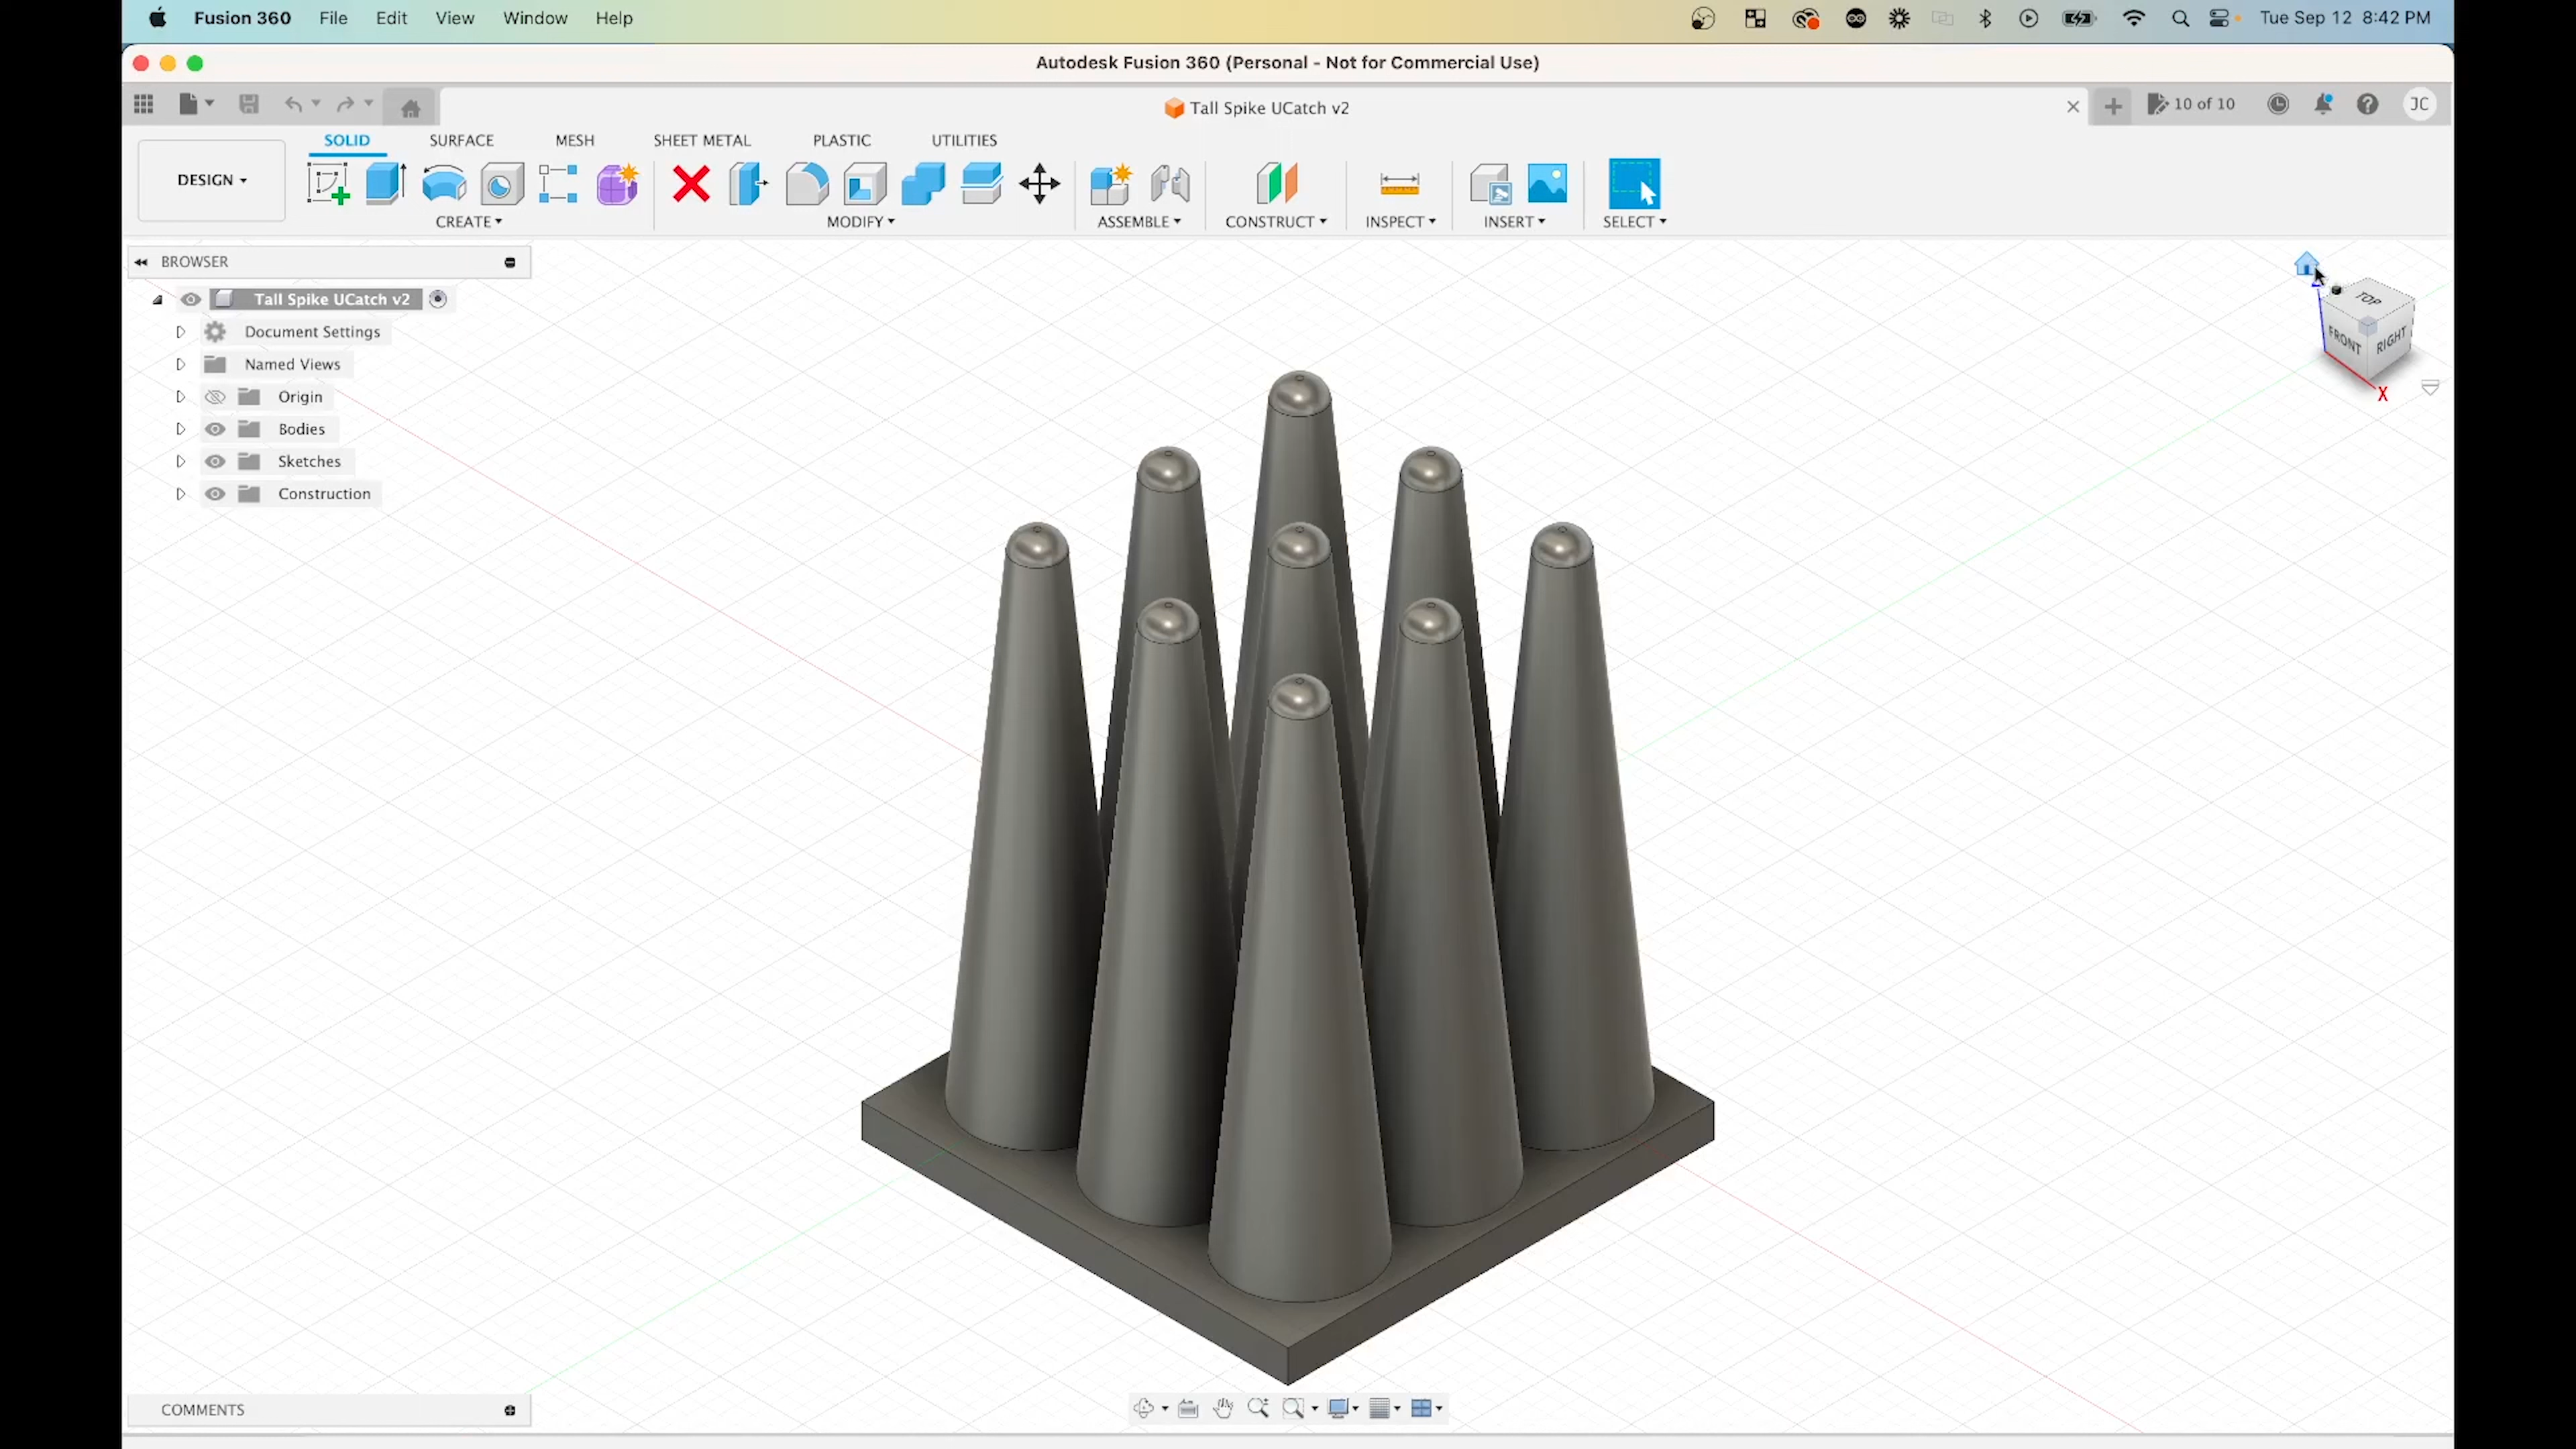 Fusion 360 File Edit View Window Help Tue Sep 12 8:42 PM
Autodesk Fusion 360 (Personal - Not for Commercial Use)
Tall Spike UCatch v2 10 of 10 JC
SOLID SURFACE MESH SHEET METAL PLASTIC UTILITIES
DESIGN
CREATE MODIFY ASSEMBLE CONSTRUCT INSPECT INSERT SELECT
BROWSER
Tall Spike UCatch v2
Document Settings
Named Views
Origin
Bodies
Sketches
Construction
TOP
FRONT RIGHT
X
COMMENTS